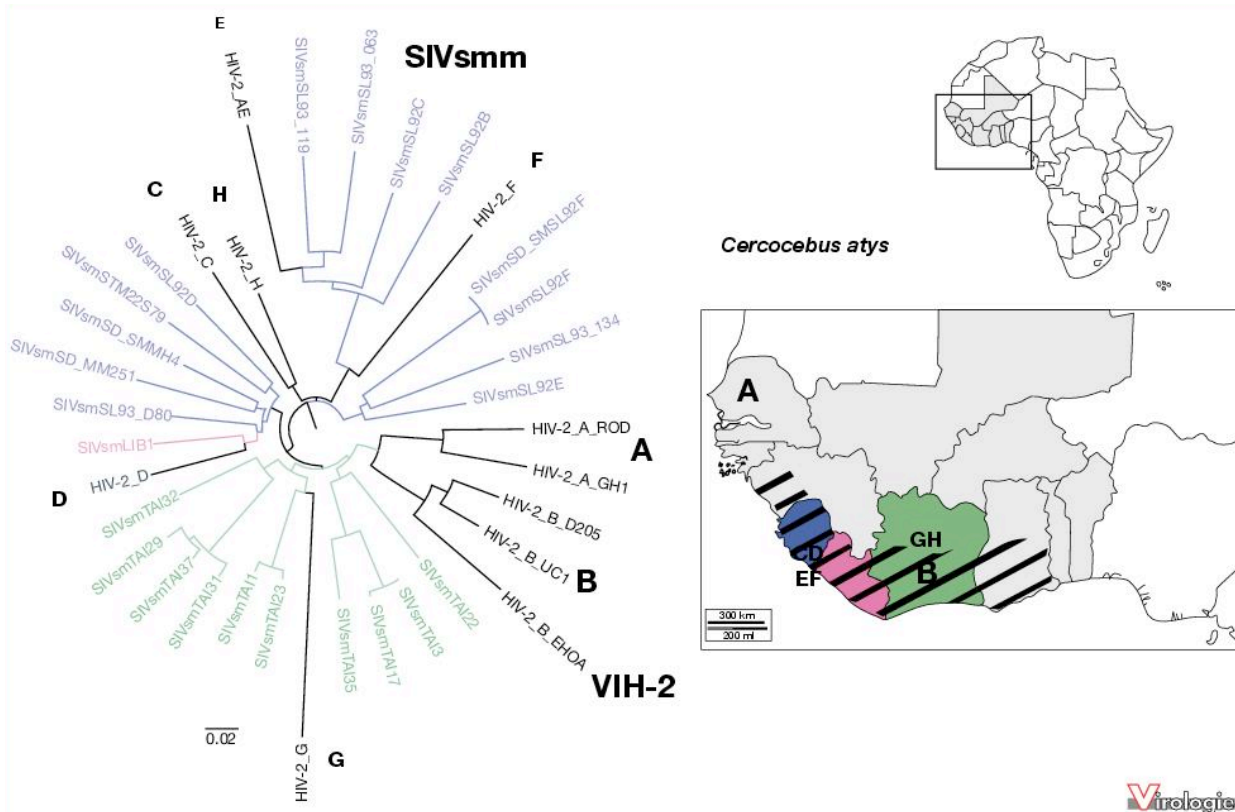 E
SIVsmm
HIV-2_AE
SIVsmSL93_119
SIVsmSL93_063
SIVsmSL92C
SIVsmSL92B
F
HIV-2_F
C
H
HIV-2_C
HIV-2_H
SIVsmSD_SMSL92F
SIVsmSL92F
SIVsmSL93_134
SIVsmSL92E
SIVsmSL92D
SIVsmSTM22S79
SIVsmSD_SMMH4
SIVsmSD_MM251
SIVsmSL93_D80
SIVsmLIB1
HIV-2_D
D
HIV-2_A_ROD
A
HIV-2_A_GH1
HIV-2_B_D205
HIV-2_B_UC1
B
HIV-2_B_EHOA
VIH-2
SIVsmTAI32
SIVsmTAI29
SIVsmTAI37
SIVsmTAI31
SIVsmTAI1
SIVsmTAI23
SIVsmTAI35
SIVsmTAI17
SIVsmTAI3
SIVsmTAI22
HIV-2_G
G
0.02
Cercocebus atys
A
GH
CD
B
EF
300 km
200 ml
Virologie